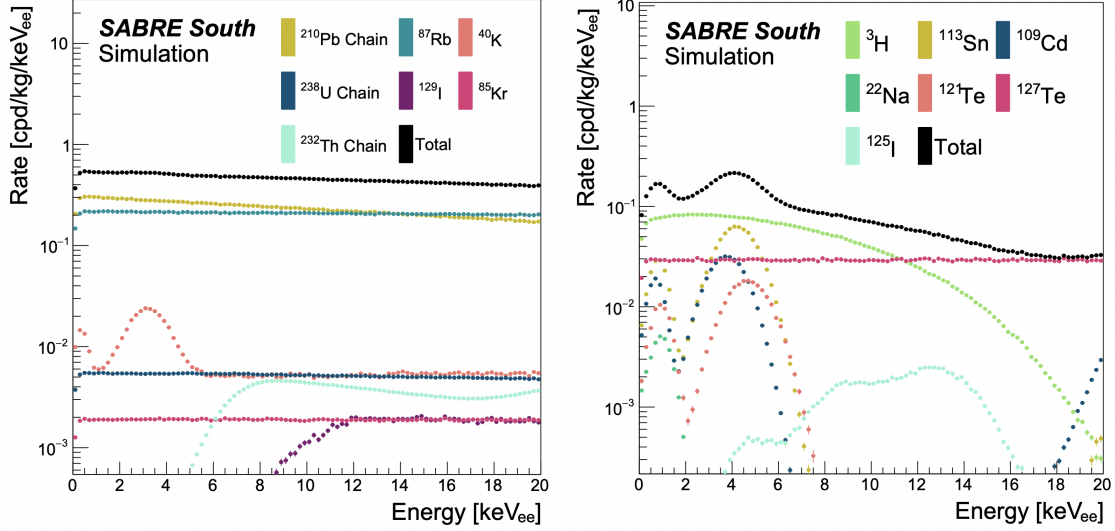 SABRE South
Simulation
²¹⁰Pb Chain ⁸⁷Rb ⁴⁰K
²³⁸U Chain ¹²⁹I ⁸⁵Kr
²³²Th Chain Total
Rate [cpd/kg/keVₑₑ]
10
1
10⁻¹
10⁻²
10⁻³
0 2 4 6 8 10 12 14 16 18 20
Energy [keVₑₑ]
SABRE South
Simulation
³H ¹¹³Sn ¹⁰⁹Cd
²²Na ¹²¹Te ¹²⁷Te
¹²⁵I Total
Rate [cpd/kg/keVₑₑ]
10
1
10⁻¹
10⁻²
10⁻³
0 2 4 6 8 10 12 14 16 18 20
Energy [keVₑₑ]